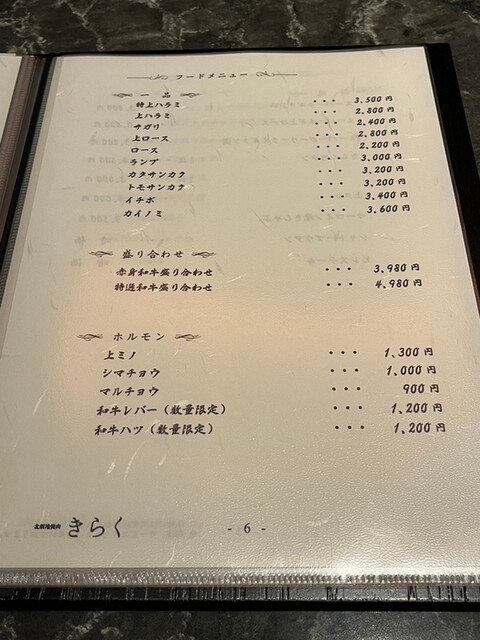 フードメニュー
一品
特上ハラミ ・・・ 3,500円
上ハラミ ・・・ 2,800円
サガリ ・・・ 2,400円
上ロース ・・・ 2,800円
ロース ・・・ 2,200円
ランプ ・・・ 3,000円
カタサンカク ・・・ 3,200円
トモサンカク ・・・ 3,200円
イチボ ・・・ 3,400円
カイノミ ・・・ 3,600円
盛り合わせ
赤身和牛盛り合わせ ・・・ 3,980円
特選和牛盛り合わせ ・・・ 4,980円
ホルモン
上ミノ ・・・ 1,300円
シマチョウ ・・・ 1,000円
マルチョウ ・・・ 900円
和牛レバー(数量限定) ・・・ 1,200円
和牛ハツ(数量限定) ・・・ 1,200円
北新地焼肉 きらく
- 6 -